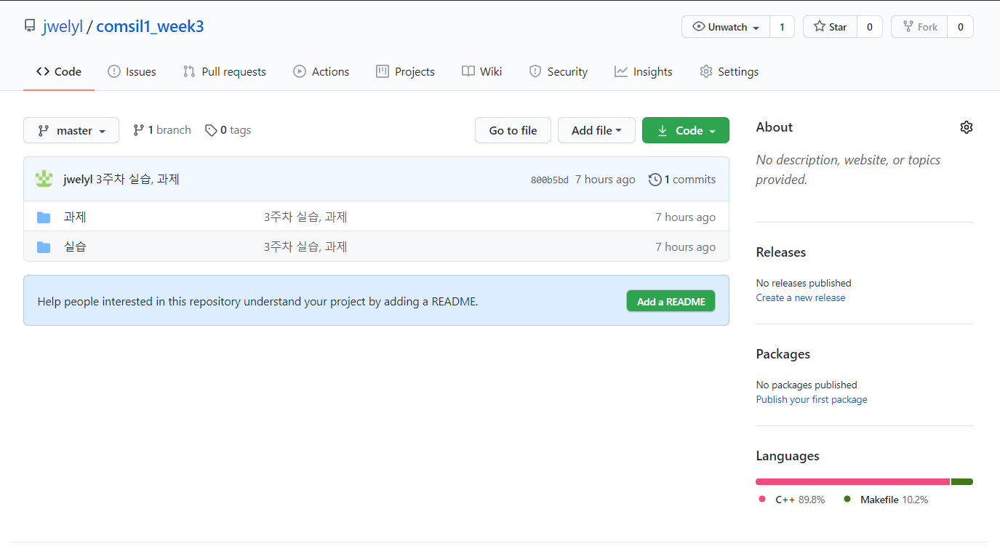 jwelyl / comsil1_week3
Unwatch 1 Star 0 Fork 0
Code Issues Pull requests Actions Projects Wiki Security Insights Settings
master 1 branch 0 tags Go to file Add file Code
jwelyl 3주차 실습, 과제 800b5bd 7 hours ago 1 commits
과제 3주차 실습, 과제 7 hours ago
실습 3주차 실습, 과제 7 hours ago
Help people interested in this repository understand your project by adding a README. Add a README
About
No description, website, or topics
provided.
Releases
No releases published
Create a new release
Packages
No packages published
Publish your first package
Languages
C++ 89.8% Makefile 10.2%